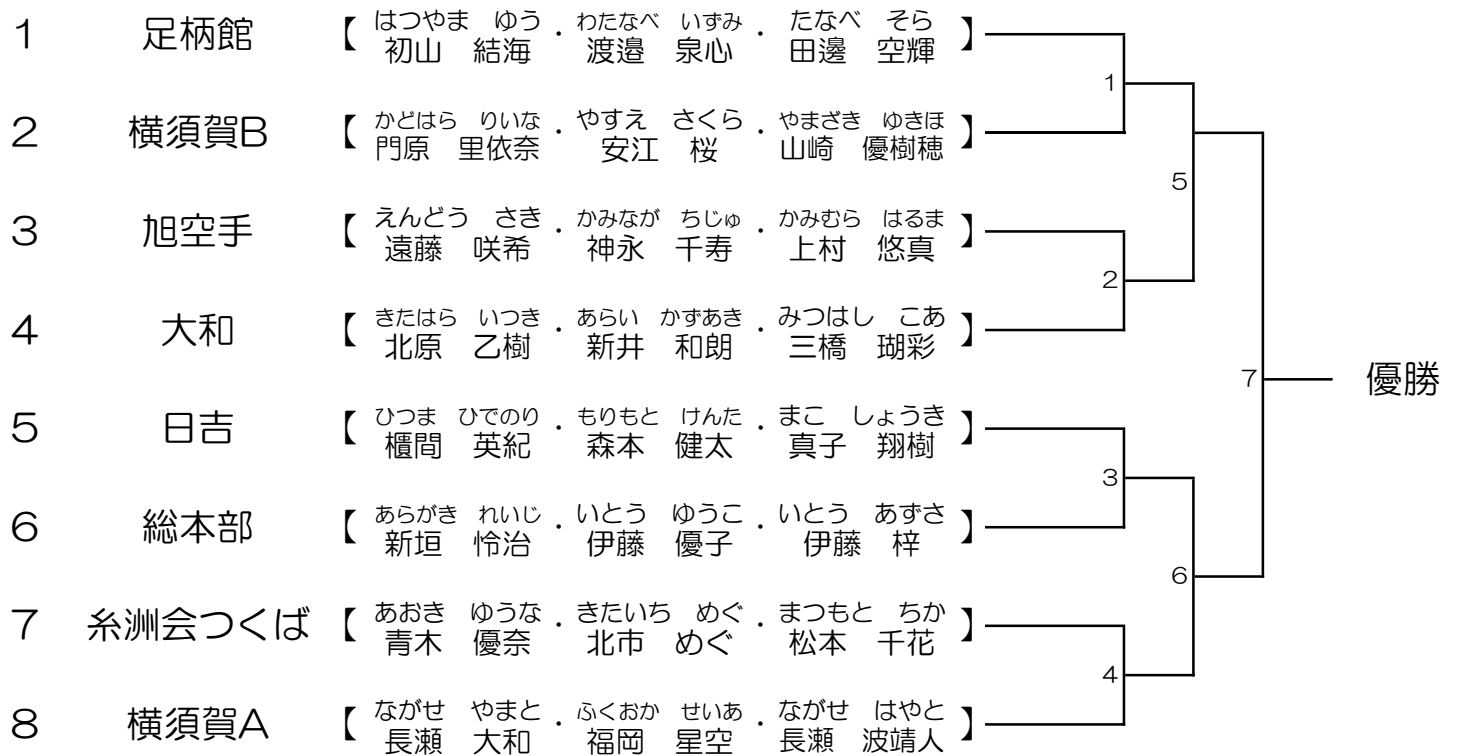 はつやま ゆう わたなべ いずみ たなべ そら
1 足柄館 【 初山 結海 ・ 渡邉 泉心 ・ 田邊 空輝 】
1
かどはら りいな やすえ さくら やまざき ゆきほ
2 横須賀B 【 門原 里依奈 ・ 安江 桜 ・ 山崎 優樹穂 】
5
えんどう さき かみなが ちじゅ かみむら はるま
3 旭空手 【 遠藤 咲希 ・ 神永 千寿 ・ 上村 悠真 】
2
きたはら いつき あらい かずあき みつはし こあ
4 大和 【 北原 乙樹 ・ 新井 和朗 ・ 三橋 瑚彩 】
7 優勝
ひつま ひでのり もりもと けんた まこ しょうき
5 日吉 【 櫃間 英紀 ・ 森本 健太 ・ 真子 翔樹 】
3
あらがき れいじ いとう ゆうこ いとう あずさ
6 総本部 【 新垣 怜治 ・ 伊藤 優子 ・ 伊藤 梓 】
6
あおき ゆうな きたいち めぐ まつもと ちか
7 糸洲会つくば 【 青木 優奈 ・ 北市 めぐ ・ 松本 千花 】
4
ながせ やまと ふくおか せいあ ながせ はやと
8 横須賀A 【 長瀬 大和 ・ 福岡 星空 ・ 長瀬 波靖人 】